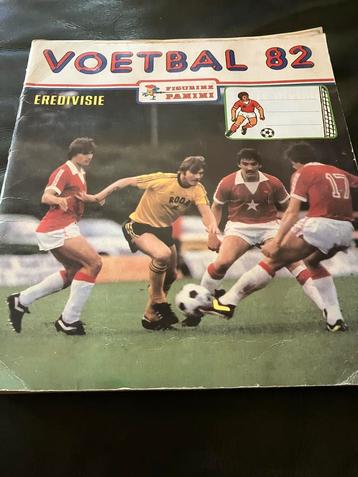 VOETBAL 82
EREDIVISIE
FIGURINE
PANINI
RODA
17